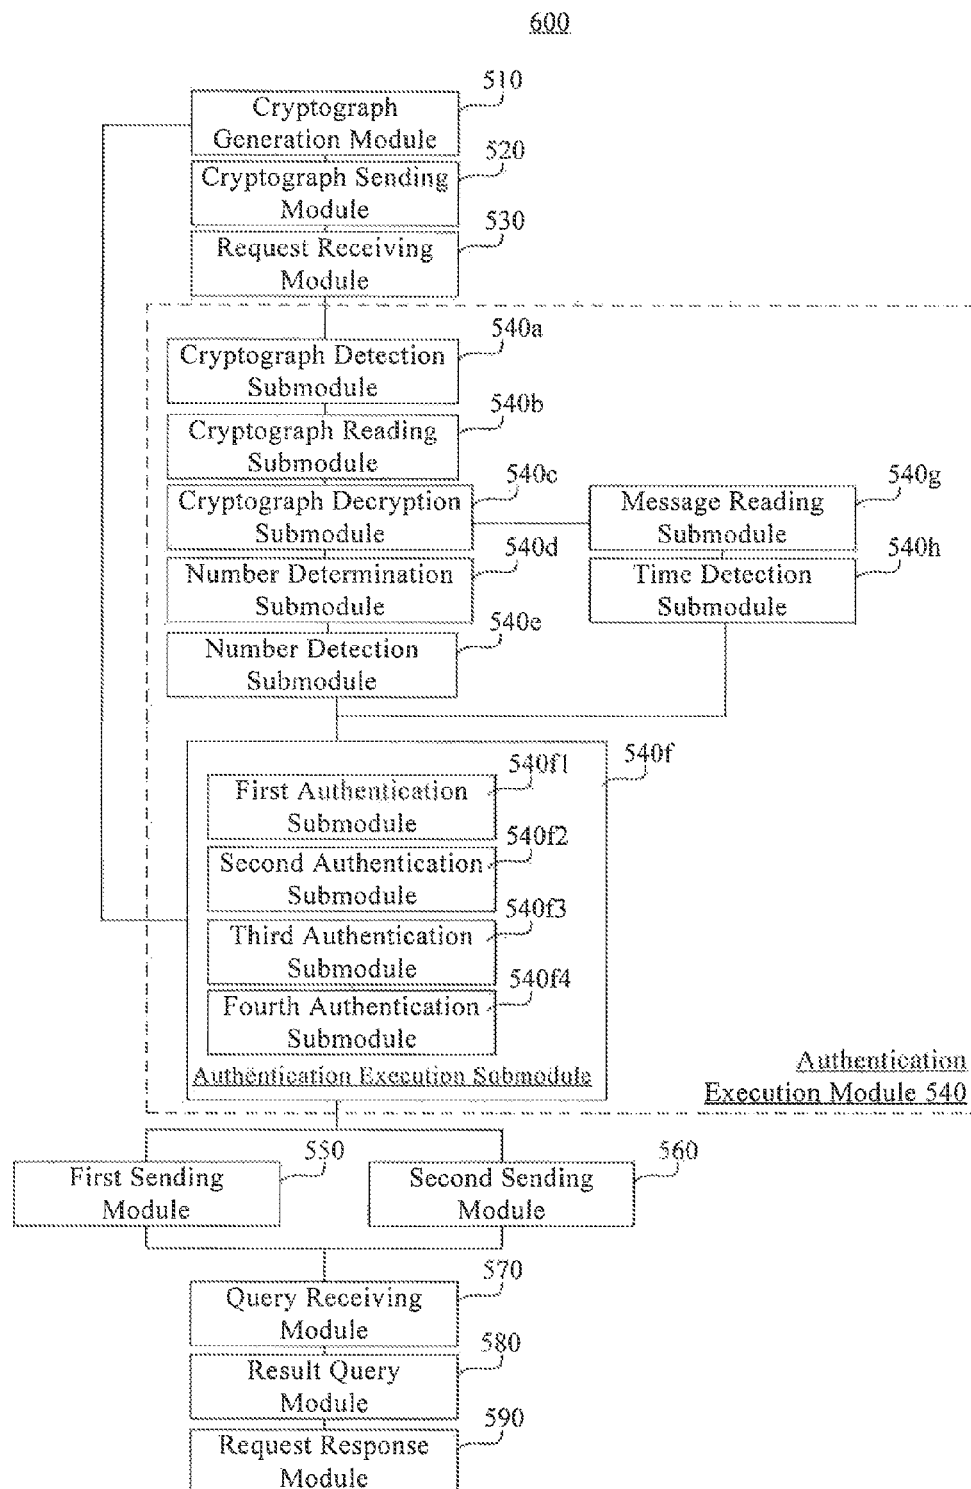 600
510
Cryptograph
Generation Module
520
Cryptograph Sending
Module
530
Request Receiving
Module
540a
Cryptograph Detection
Submodule
540b
Cryptograph Reading
Submodule
540c
Cryptograph Decryption
Submodule
540g
Message Reading
Submodule
540d
Number Determination
Submodule
540h
Time Detection
Submodule
540e
Number Detection
Submodule
540f
540f1
First Authentication
Submodule
540f2
Second Authentication
Submodule
540f3
Third Authentication
Submodule
540f4
Fourth Authentication
Submodule
Authentication Execution Submodule
Authentication
Execution Module 540
550
First Sending
Module
560
Second Sending
Module
570
Query Receiving
Module
580
Result Query
Module
590
Request Response
Module